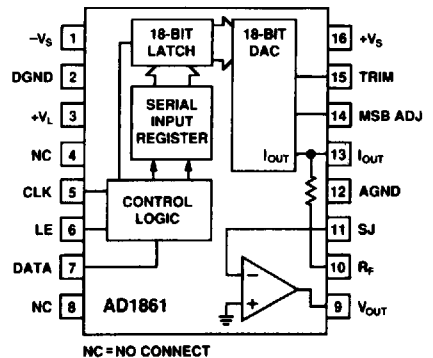 –VS 1
DGND 2
+VL 3
NC 4
CLK 5
LE 6
DATA 7
NC 8
18-BIT
LATCH
SERIAL
INPUT
REGISTER
CONTROL
LOGIC
18-BIT
DAC
IOUT
AD1861
–
+
16 +VS
15 TRIM
14 MSB ADJ
13 IOUT
12 AGND
11 SJ
10 RF
9 VOUT
NC = NO CONNECT